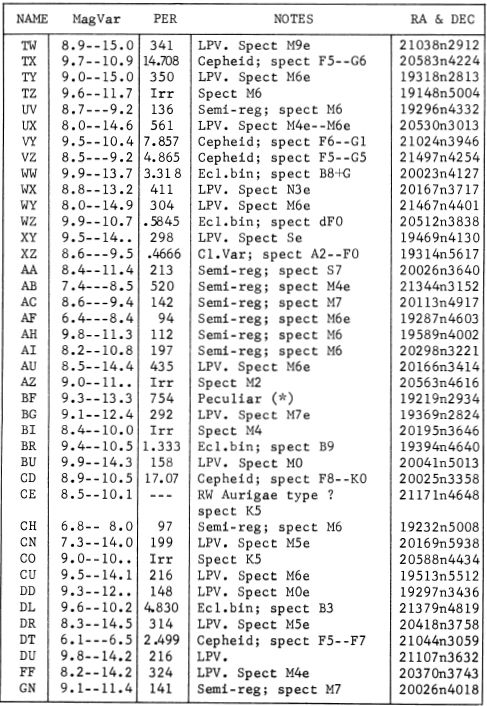 NAME MagVar PER NOTES RA & DEC
TW 8.9--15.0 341 LPV. Spect M9e 21038n2912
TX 9.7--10.9 14.708 Cepheid; spect F5--G6 20583n4224
TY 9.0--15.0 350 LPV. Spect M6e 19318n2813
TZ 9.6--11.7 Irr Spect M6 19148n5004
UV 8.7---9.2 136 Semi-reg; spect M6 19296n4332
UX 8.0--14.6 561 LPV. Spect M4e--M6e 20530n3013
VY 9.5--10.4 7.857 Cepheid; spect F6--G1 21024n3946
VZ 8.5---9.2 4.865 Cepheid; spect F5--G5 21497n4254
WW 9.9--13.7 3.318 Ecl.bin; spect B8+G 20023n4127
WX 8.8--13.2 411 LPV. Spect N3e 20167n3717
WY 8.0--14.9 304 LPV. Spect M6e 21467n4401
WZ 9.9--10.7 .5845 Ecl.bin; spect dF0 20512n3838
XY 9.5--14.. 298 LPV. Spect Se 19469n4130
XZ 8.6---9.5 .4666 Cl.Var; spect A2--F0 19314n5617
AA 8.4--11.4 213 Semi-reg; spect S7 20026n3640
AB 7.4---8.5 520 Semi-reg; spect M4e 21344n3152
AC 8.6---9.4 142 Semi-reg; spect M7 20113n4917
AF 6.4---8.4 94 Semi-reg; spect M6e 19287n4603
AH 9.8--11.3 112 Semi-reg; spect M6 19589n4002
AI 8.2--10.8 197 Semi-reg; spect M6 20298n3221
AU 8.5--14.4 435 LPV. Spect M6e 20166n3414
AZ 9.0--11.. Irr Spect M2 20563n4616
BF 9.3--13.3 754 Peculiar (*) 19219n2934
BG 9.1--12.4 292 LPV. Spect M7e 19369n2824
BI 8.4--10.0 Irr Spect M4 20195n3646
BR 9.4--10.5 1.333 Ecl.bin; spect B9 19394n4640
BU 9.9--14.3 158 LPV. Spect M0 20041n5013
CD 8.9--10.5 17.07 Cepheid; spect F8--K0 20025n3358
CE 8.5--10.1 --- RW Aurigae type ? 21171n4648
spect K5
CH 6.8-- 8.0 97 Semi-reg; spect M6 19232n5008
CN 7.3--14.0 199 LPV. Spect M5e 20169n5938
CO 9.0--10.. Irr Spect K5 20588n4434
CU 9.5--14.1 216 LPV. Spect M6e 19513n5512
DD 9.3--12.. 148 LPV. Spect M0e 19297n3436
DL 9.6--10.2 4.830 Ecl.bin; spect B3 21379n4819
DR 8.3--14.5 314 LPV. Spect M5e 20418n3758
DT 6.1---6.5 2.499 Cepheid; spect F5--F7 21044n3059
DU 9.8--14.2 216 LPV. 21107n3632
FF 8.2--14.2 324 LPV. Spect M4e 20370n3743
GN 9.1--11.4 141 Semi-reg; spect M7 20026n4018